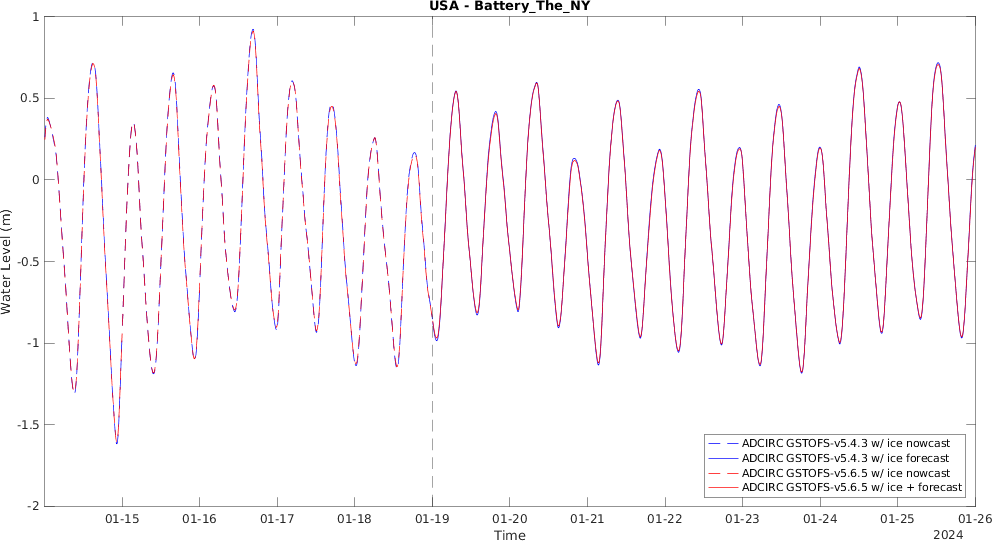 USA - Battery_The_NY
1
0.5
0
-0.5
-1
-1.5
-2
Water Level (m)
ADCIRC GSTOFS-v5.4.3 w/ ice nowcast
ADCIRC GSTOFS-v5.4.3 w/ ice forecast
ADCIRC GSTOFS-v5.6.5 w/ ice nowcast
ADCIRC GSTOFS-v5.6.5 w/ ice + forecast
01-15 01-16 01-17 01-18 01-19 01-20 01-21 01-22 01-23 01-24 01-25 01-26
Time
2024